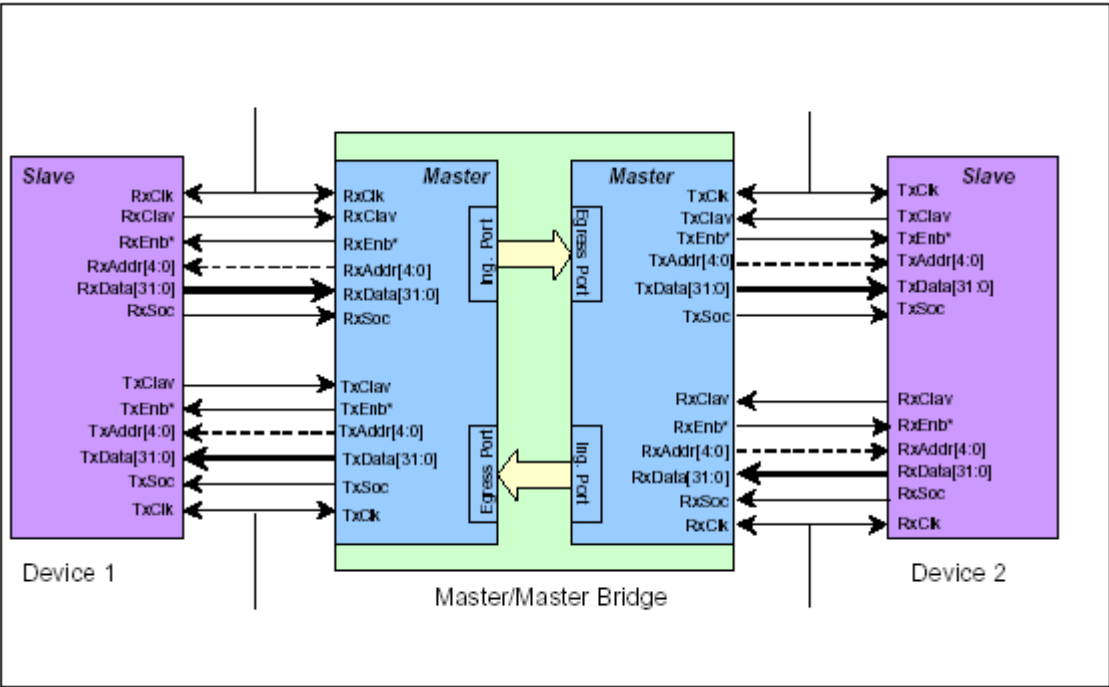 Slave
RxClk
RxClav
RxEnb*
RxAddr[4:0]
RxData[31:0]
RxSoc
TxClav
TxEnb*
TxAddr[4:0]
TxData[31:0]
TxSoc
TxClk
Device 1
Master
RxClk
RxClav
RxEnb*
RxAddr[4:0]
RxData[31:0]
RxSoc
Ing. Port
TxClav
TxEnb*
TxAddr[4:0]
TxData[31:0]
TxSoc
TxClk
Egress Port
Master
TxClk
TxClav
TxEnb*
TxAddr[4:0]
TxData[31:0]
TxSoc
Egress Port
RxClav
RxEnb*
RxAddr[4:0]
RxData[31:0]
RxSoc
RxClk
Ing. Port
Master/Master Bridge
Slave
TxClk
TxClav
TxEnb*
TxAddr[4:0]
TxData[31:0]
TxSoc
RxClav
RxEnb*
RxAddr[4:0]
RxData[31:0]
RxSoc
RxClk
Device 2